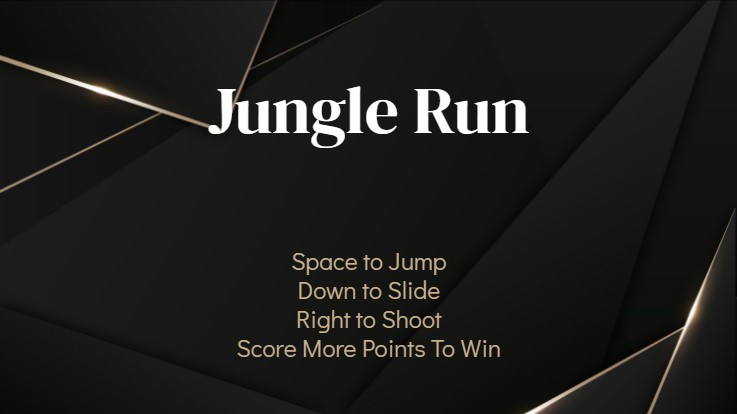 Jungle Run
Space to Jump
Down to Slide
Right to Shoot
Score More Points To Win